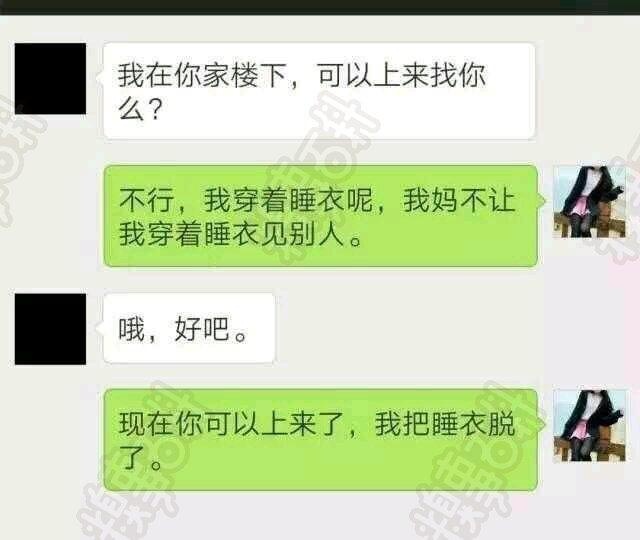 我在你家楼下，可以上来找你
么？
不行，我穿着睡衣呢，我妈不让
我穿着睡衣见别人。
哦，好吧。
现在你可以上来了，我把睡衣脱
了。